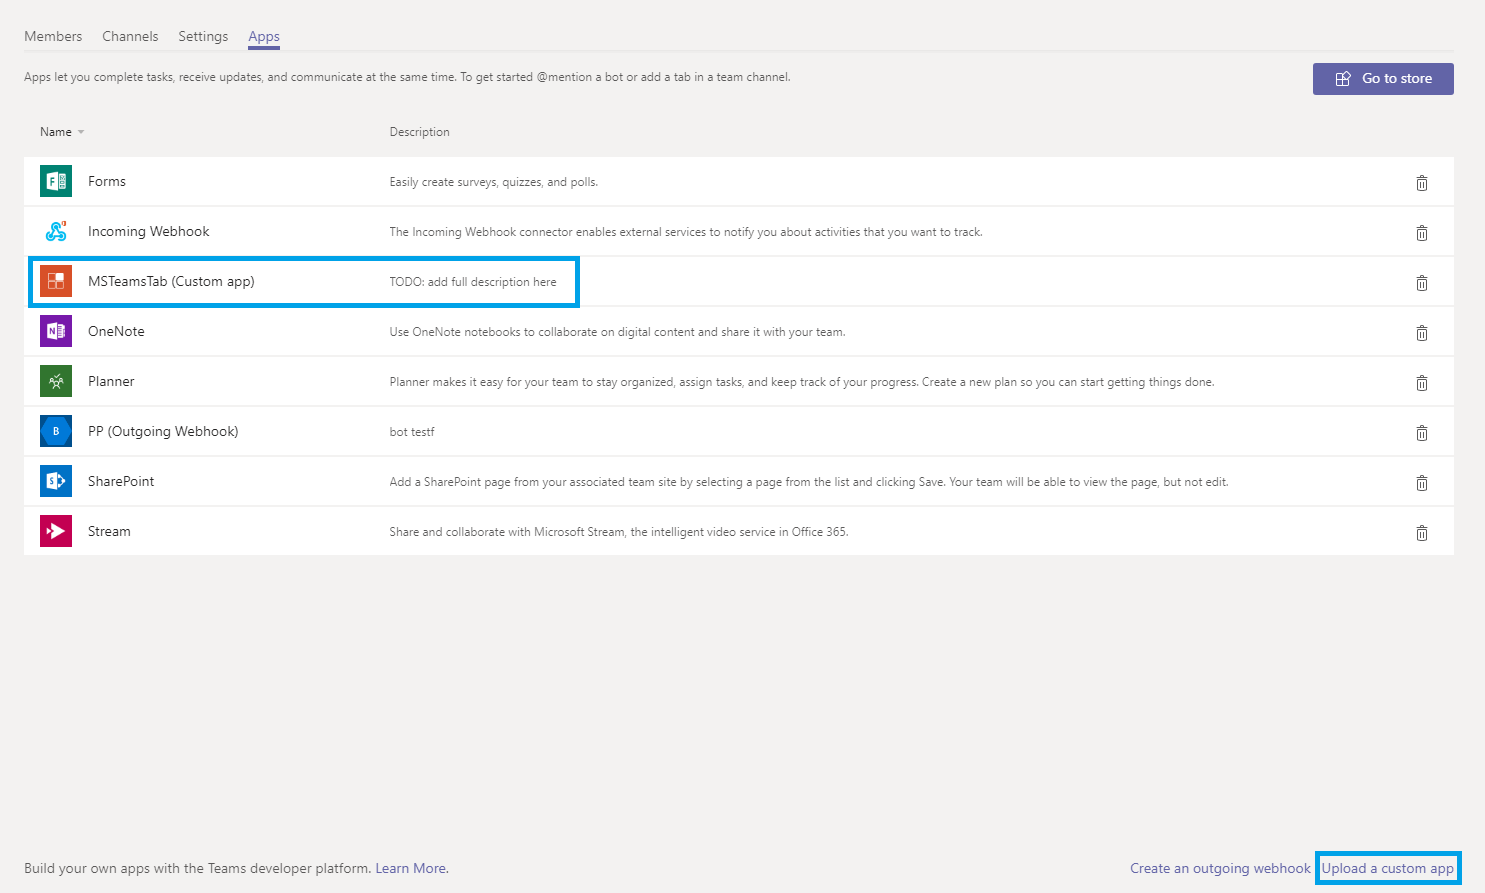 Members Channels Settings Apps
Apps let you complete tasks, receive updates, and communicate at the same time. To get started @mention a bot or add a tab in a team channel.
Go to store
Name Description
Forms Easily create surveys, quizzes, and polls.
Incoming Webhook The Incoming Webhook connector enables external services to notify you about activities that you want to track.
MSTeamsTab (Custom app) TODO: add full description here
OneNote Use OneNote notebooks to collaborate on digital content and share it with your team.
Planner Planner makes it easy for your team to stay organized, assign tasks, and keep track of your progress. Create a new plan so you can start getting things done.
B PP (Outgoing Webhook) bot testf
SharePoint Add a SharePoint page from your associated team site by selecting a page from the list and clicking Save. Your team will be able to view the page, but not edit.
Stream Share and collaborate with Microsoft Stream, the intelligent video service in Office 365.
Build your own apps with the Teams developer platform. Learn More. Create an outgoing webhook Upload a custom app